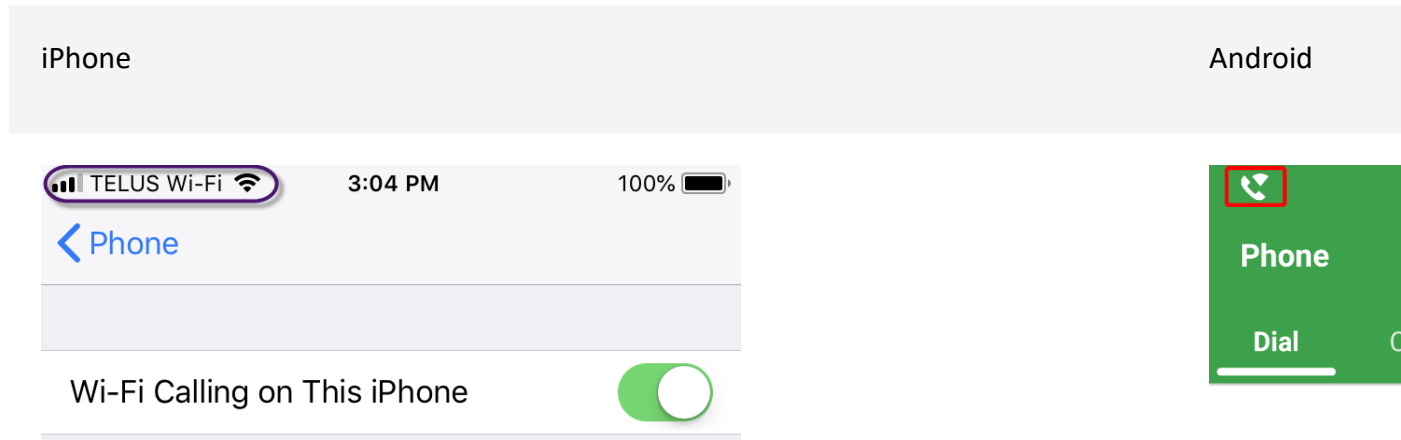 iPhone
Android
TELUS Wi-Fi
3:04 PM
100%
Phone
Wi-Fi Calling on This iPhone
Phone
Dial